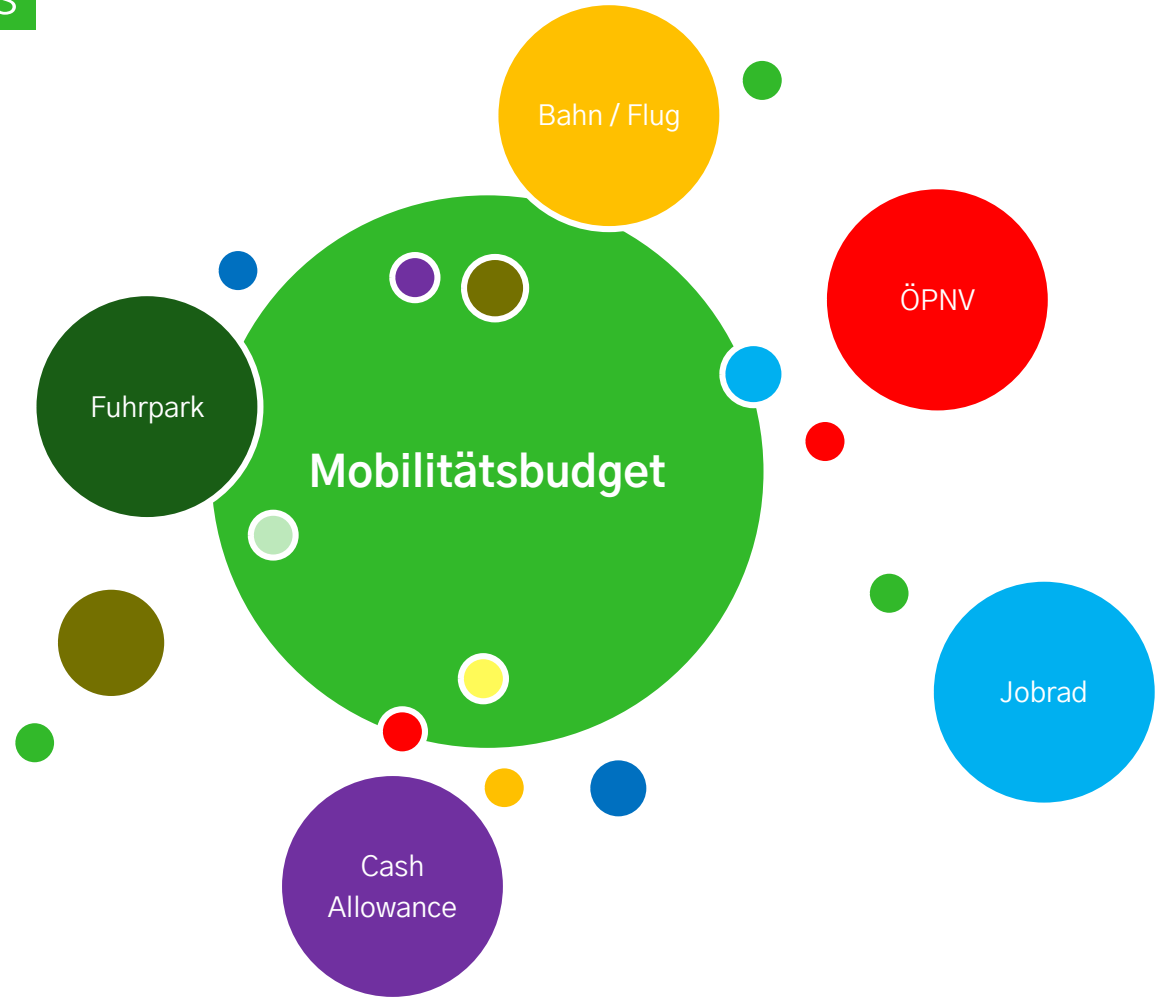 Bahn / Flug
ÖPNV
Fuhrpark
Mobilitätsbudget
Jobrad
Cash
Allowance